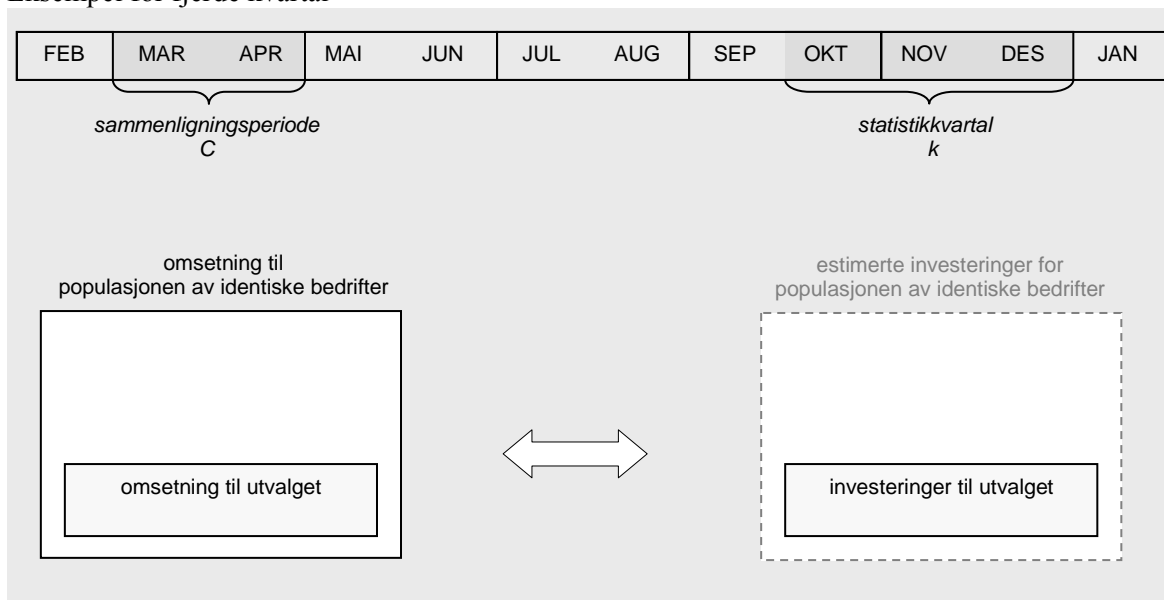 FEB MAR APR MAI JUN JUL AUG SEP OKT NOV DES JAN
sammenligningsperiode
C
statistikkvartal
k
omsetning til
populasjonen av identiske bedrifter
omsetning til utvalget
estimerte investeringer for
populasjonen av identiske bedrifter
investeringer til utvalget